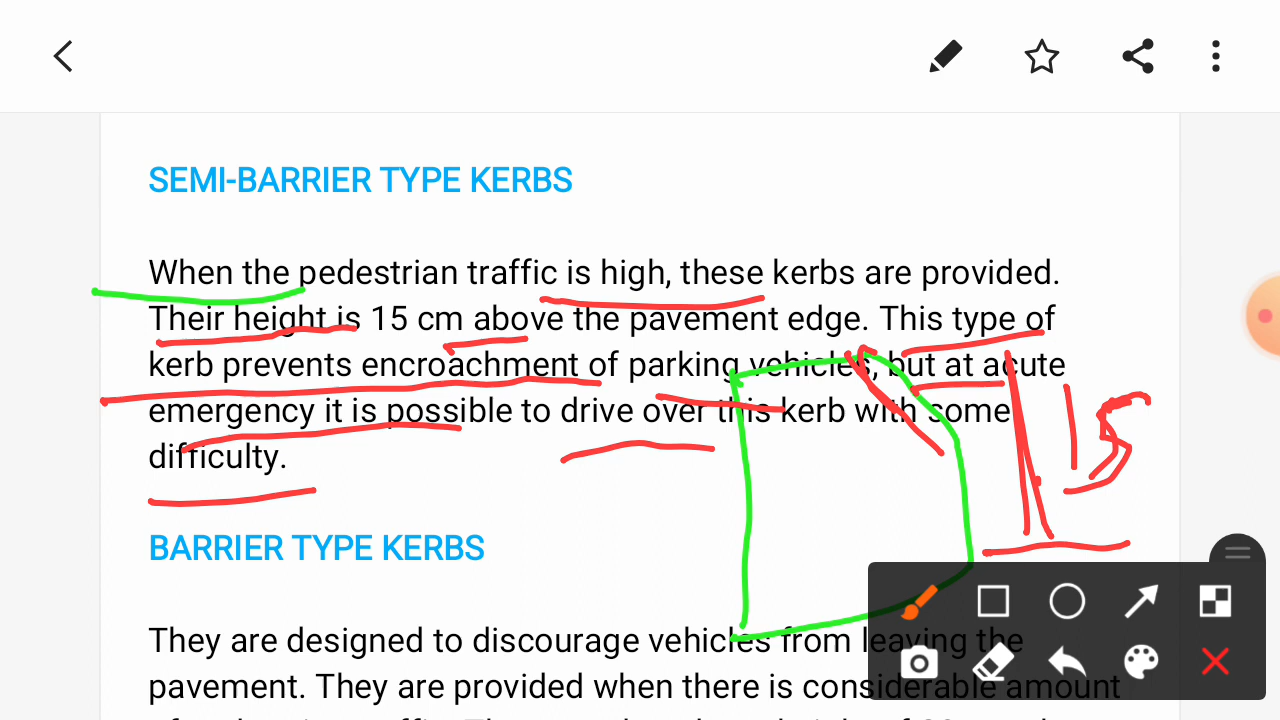 SEMI-BARRIER TYPE KERBS
When the pedestrian traffic is high, these kerbs are provided.
Their height is 15 cm above the pavement edge. This type of
kerb prevents encroachment of parking vehicles, but at acute
emergency it is possible to drive over this kerb with some
difficulty.
15
BARRIER TYPE KERBS
They are designed to discourage vehicles from leaving the
pavement. They are provided when there is considerable amount